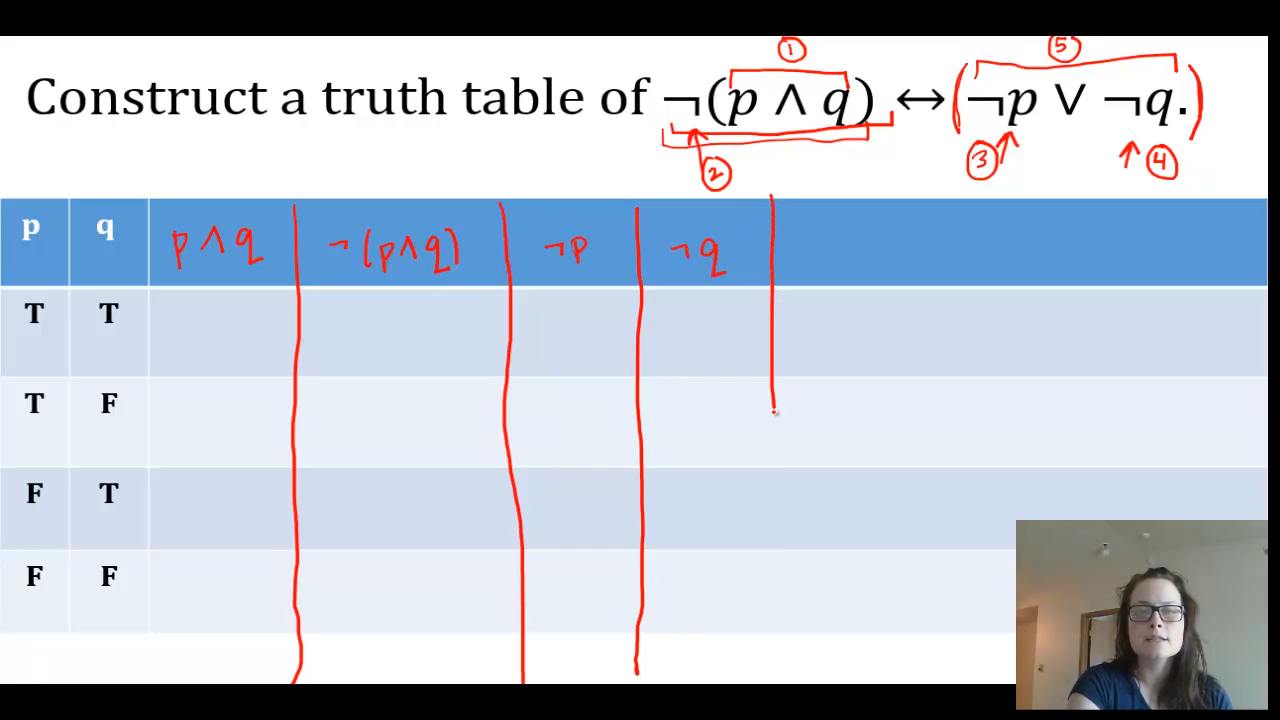 ①
⑤
Construct a truth table of ¬(p ∧ q) ↔ (¬p ∨ ¬q.)
②
③
④
p q p ∧ q ¬(p∧q) ¬p ¬q
T T
T F
F T
F F